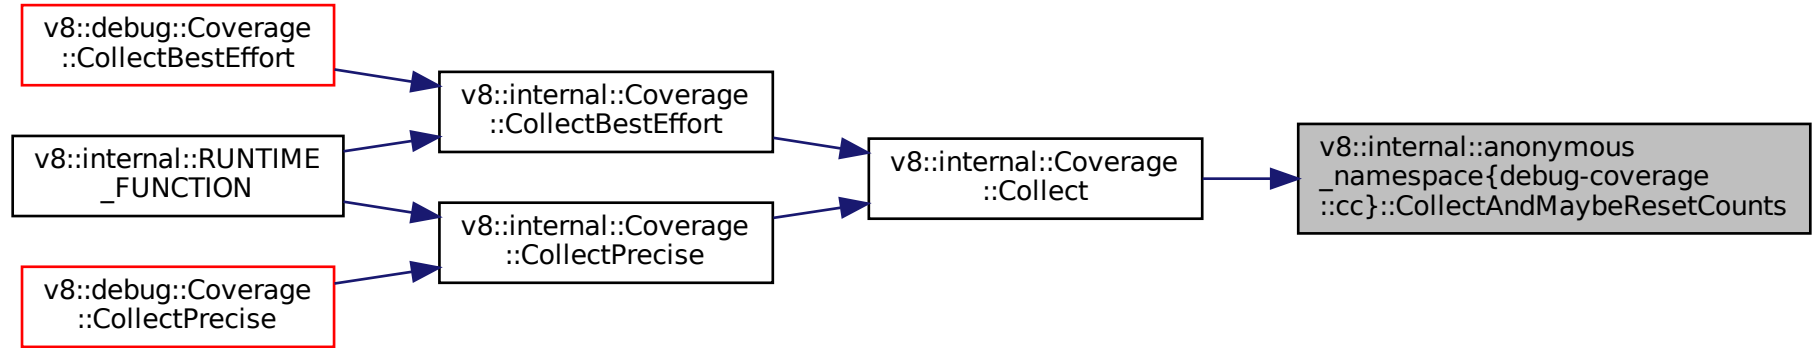 v8::debug::Coverage
::CollectBestEffort
v8::internal::RUNTIME
_FUNCTION
v8::debug::Coverage
::CollectPrecise
v8::internal::Coverage
::CollectBestEffort
v8::internal::Coverage
::CollectPrecise
v8::internal::Coverage
::Collect
v8::internal::anonymous
_namespace{debug-coverage
::cc}::CollectAndMaybeResetCounts